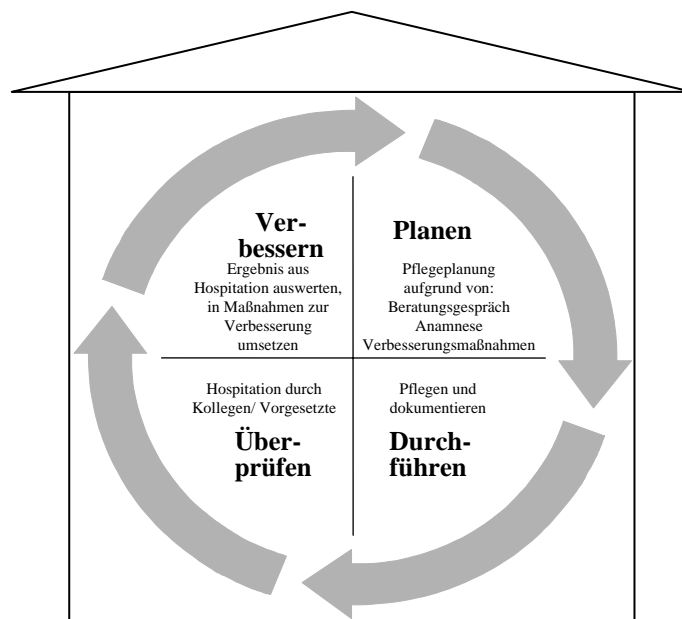 Ver-
bessern
Ergebnis aus
Hospitation auswerten,
in Maßnahmen zur
Verbesserung
umsetzen
Planen
Pflegeplanung
aufgrund von:
Beratungsgespräch
Anamnese
Verbesserungsmaßnahmen
Hospitation durch
Kollegen/ Vorgesetzte
Über-
prüfen
Pflegen und
dokumentieren
Durch-
führen